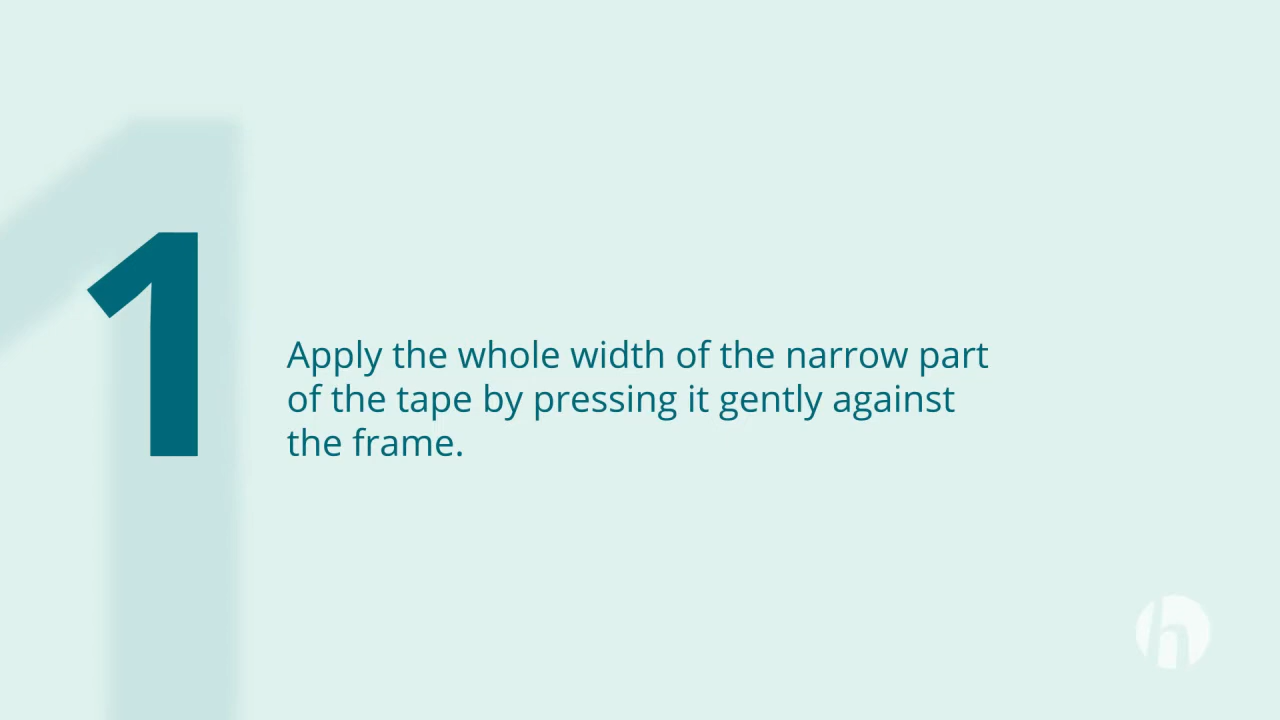 1
Apply the whole width of the narrow part
of the tape by pressing it gently against
the frame.
h